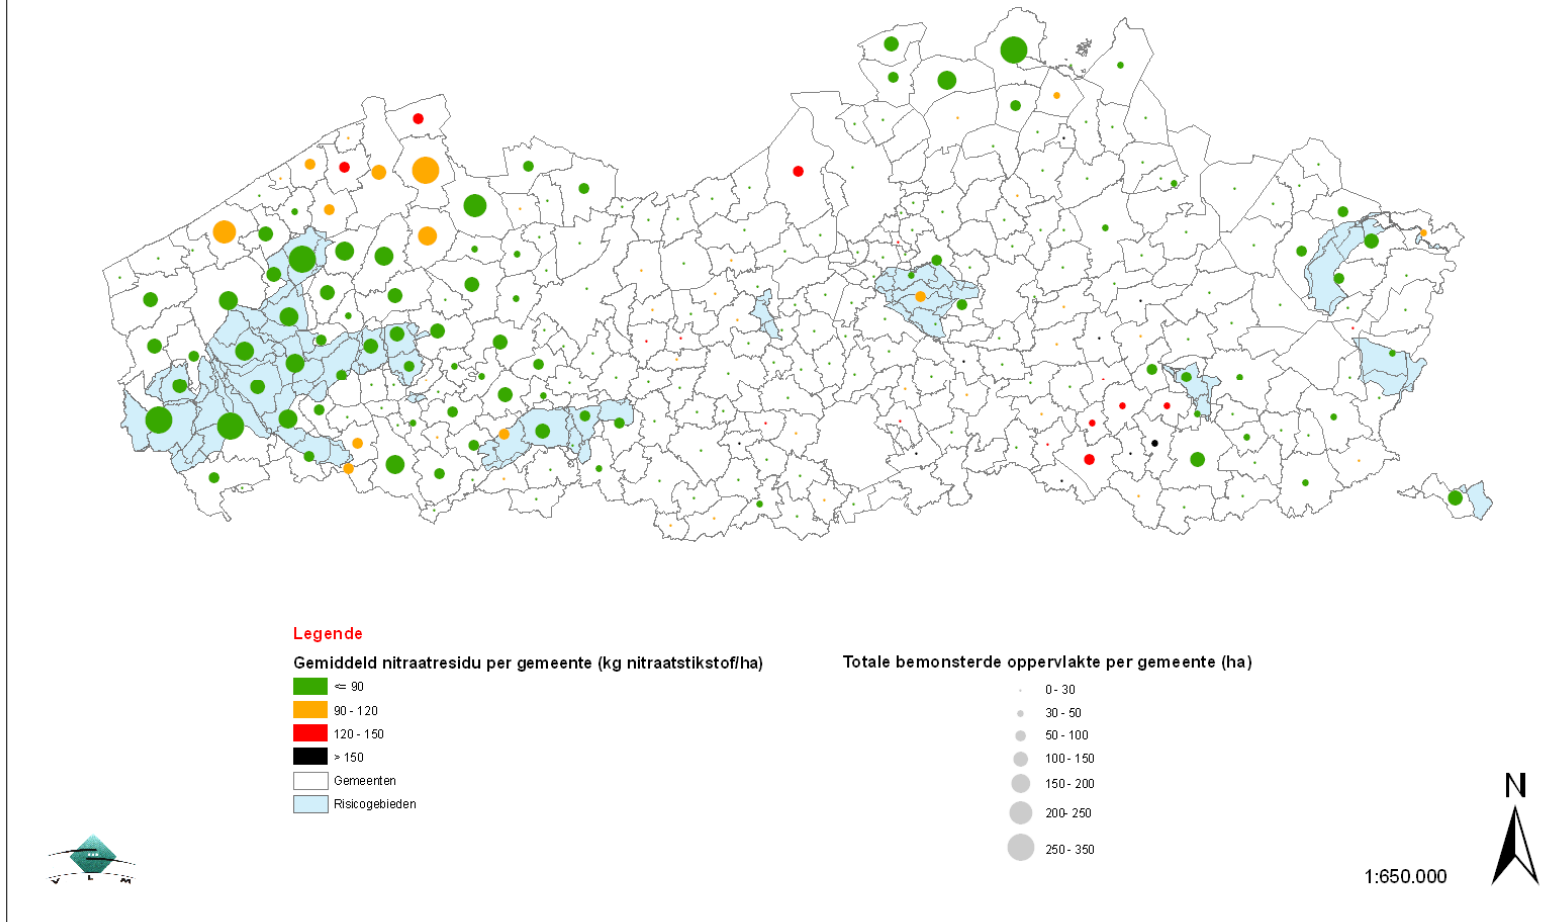 Legende
Gemiddeld nitraatresidu per gemeente (kg nitraatstikstof/ha)
<= 90
90 - 120
120 - 150
> 150
Gemeenten
Risicogebieden
Totale bemonsterde oppervlakte per gemeente (ha)
0 - 30
30 - 50
50 - 100
100 - 150
150 - 200
200- 250
250 - 350
V L M
N
1:650.000